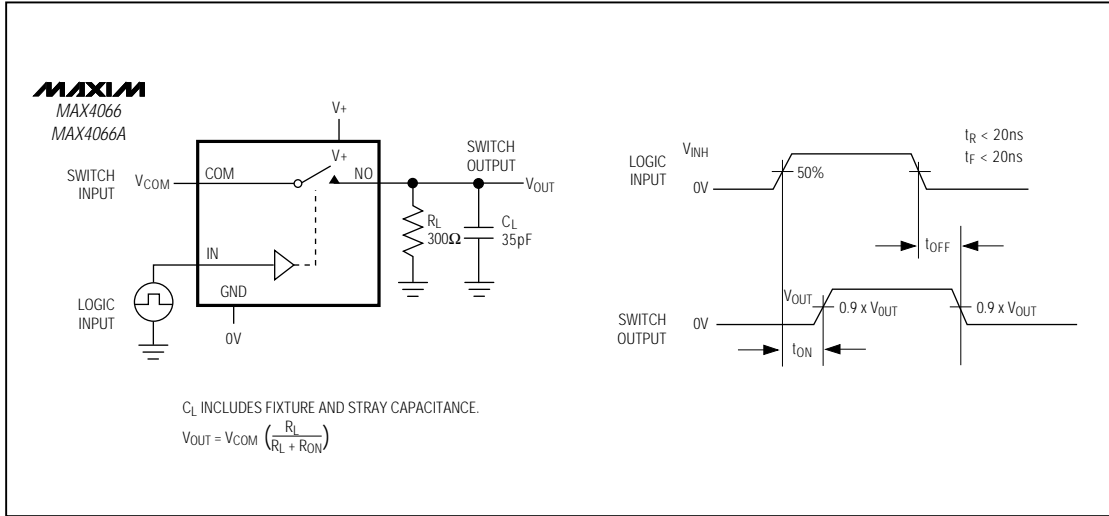 MAXIM
MAX4066
MAX4066A
V+
V+
SWITCH
INPUT
VCOM
COM
NO
SWITCH
OUTPUT
VOUT
RL
300Ω
CL
35pF
IN
GND
0V
LOGIC
INPUT
CL INCLUDES FIXTURE AND STRAY CAPACITANCE.
VOUT = VCOM (RL / RL + RON)
LOGIC
INPUT
VINH
0V
50%
tR < 20ns
tF < 20ns
tOFF
SWITCH
OUTPUT
VOUT
0V
0.9 x VOUT
0.9 x VOUT
tON